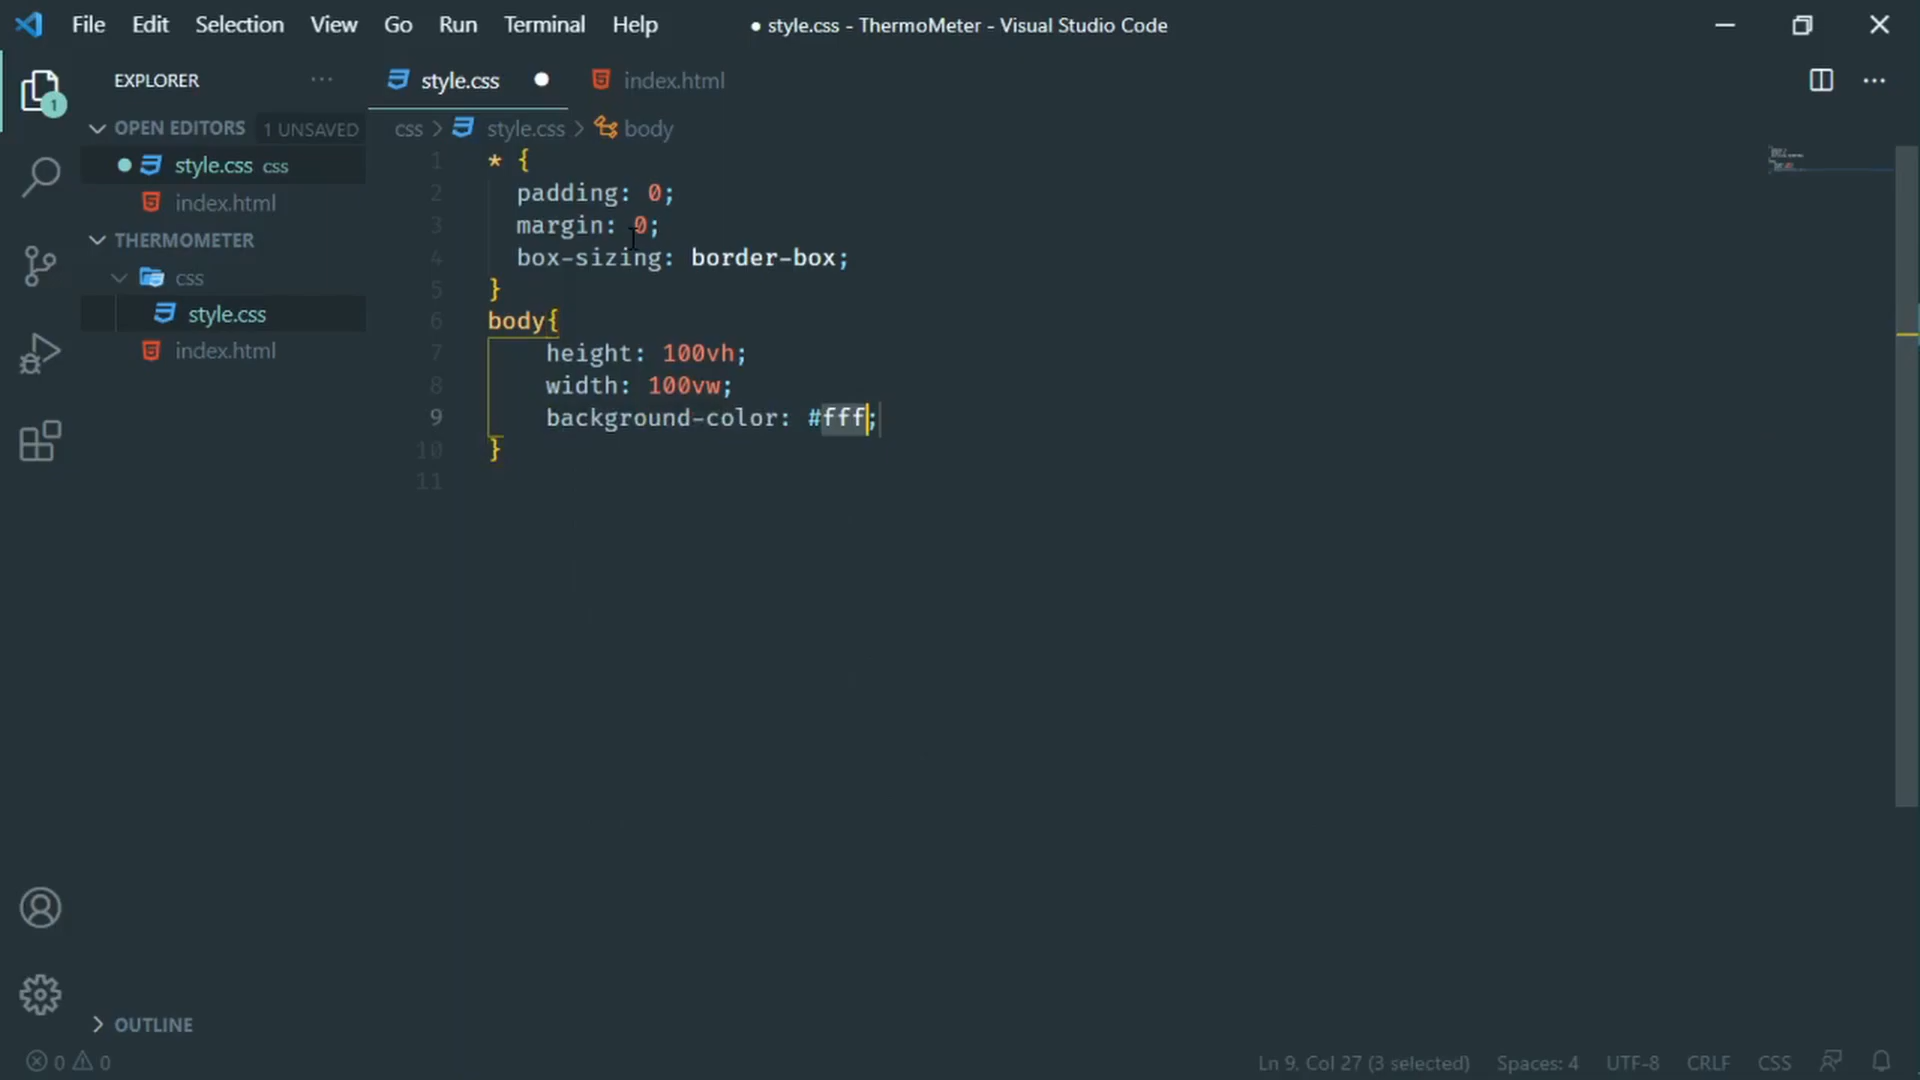 File Edit Selection View Go Run Terminal Help ● style.css - ThermoMeter - Visual Studio Code
EXPLORER ··· style.css ● index.html ···
1
OPEN EDITORS 1 UNSAVED
css > style.css > body
style.css css
index.html
THERMOMETER
css
style.css
index.html
1 * {
2 padding: 0;
3 margin: 0;
4 box-sizing: border-box;
5 }
6 body{
7 height: 100vh;
8 width: 100vw;
9 background-color: #fff;
10 }
11
OUTLINE
0 0 Ln 9, Col 27 (3 selected) Spaces: 4 UTF-8 CRLF CSS